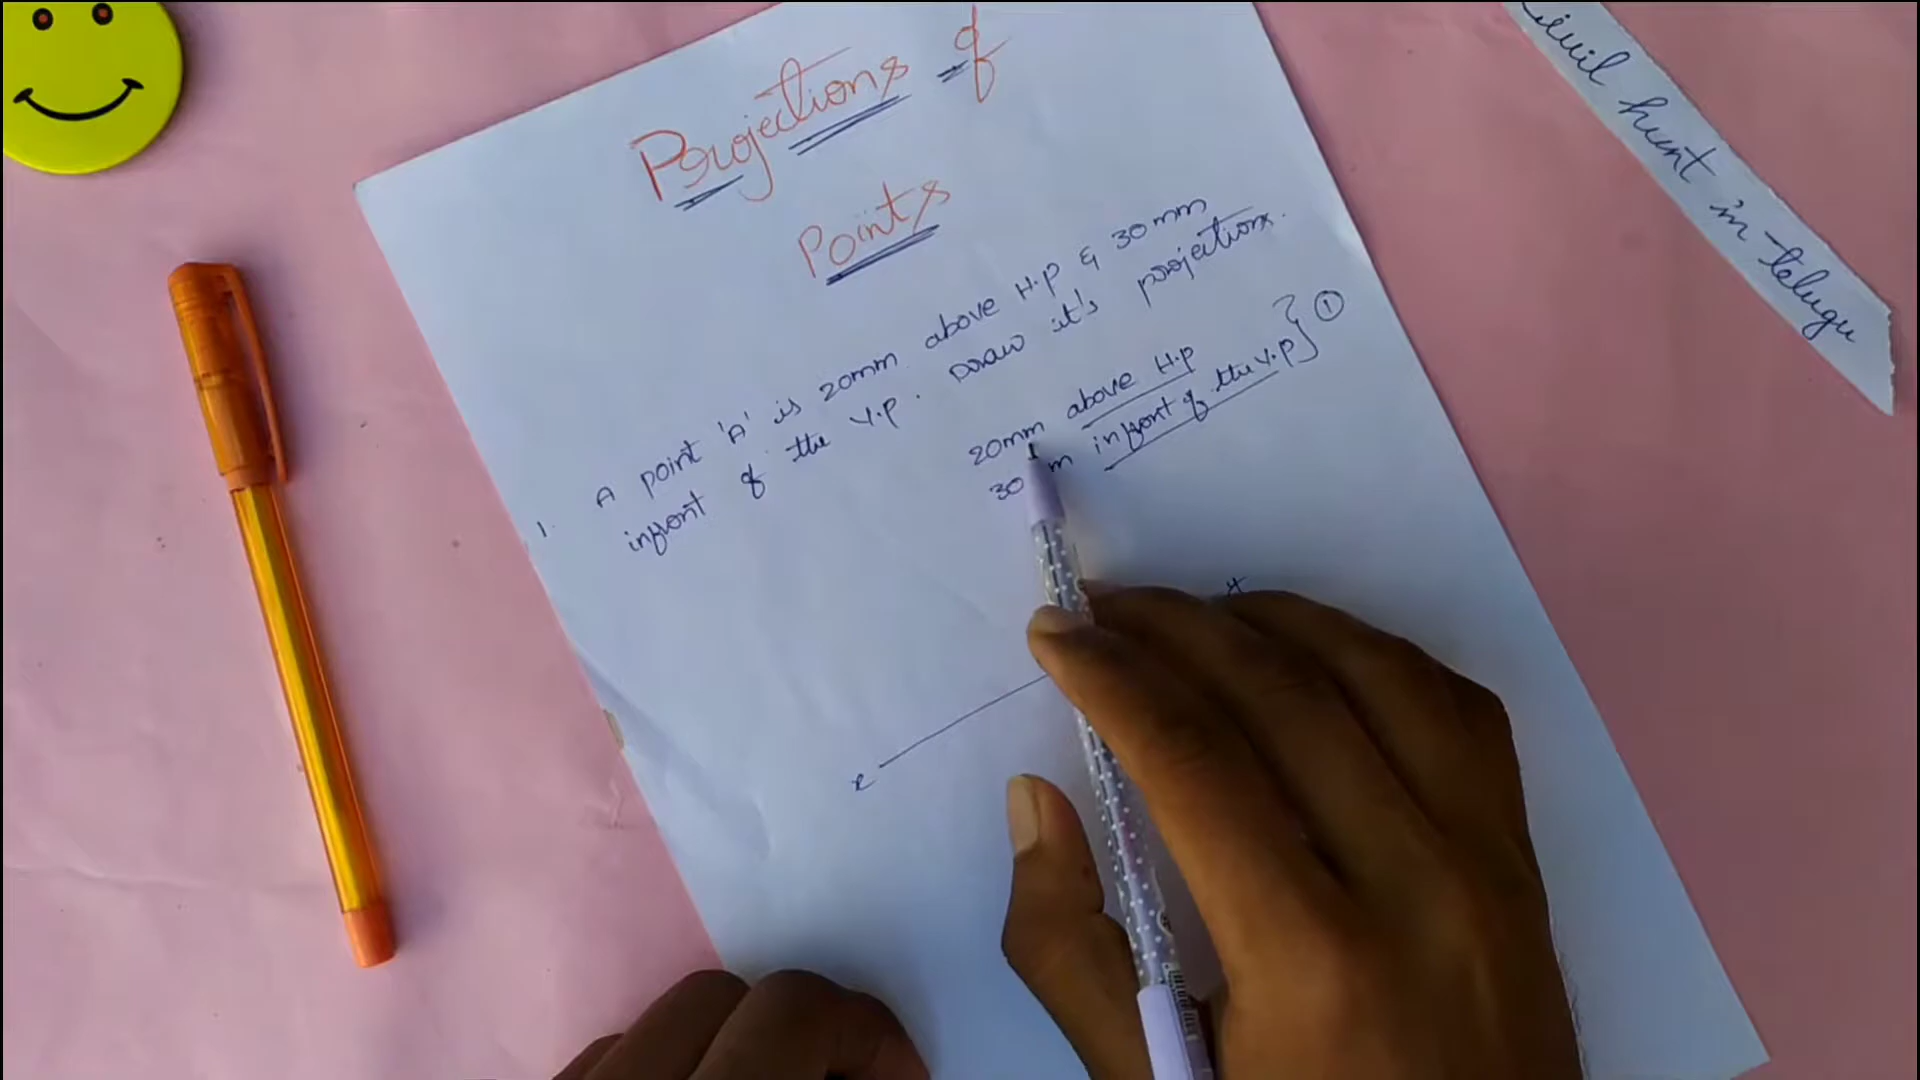 Projections of
Points
1. A point 'A' is 20mm above H.P & 30mm
infront of the V.P. Draw it's projections.
20mm above H.P
30 m infront of the V.P } ①
x
civil hunt in telugu